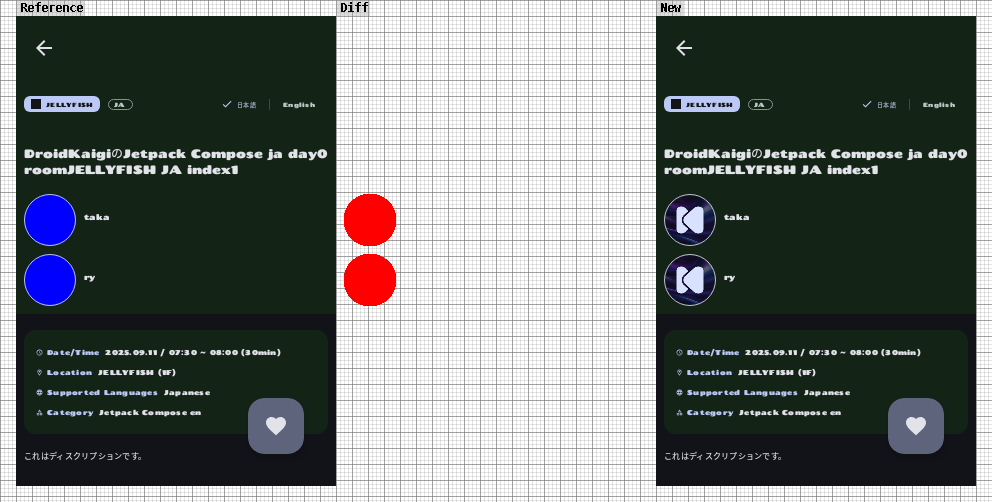 Reference
Diff
New
JELLYFISH JA 日本語 English
DroidKaigiのJetpack Compose ja day0
roomJELLYFISH JA index1
taka
ry
Date/Time 2025.09.11 / 07:30 ~ 08:00 (30min)
Location JELLYFISH (1F)
Supported Languages Japanese
Category Jetpack Compose en
これはディスクリプションです。
JELLYFISH JA 日本語 English
DroidKaigiのJetpack Compose ja day0
roomJELLYFISH JA index1
taka
ry
Date/Time 2025.09.11 / 07:30 ~ 08:00 (30min)
Location JELLYFISH (1F)
Supported Languages Japanese
Category Jetpack Compose en
これはディスクリプションです。